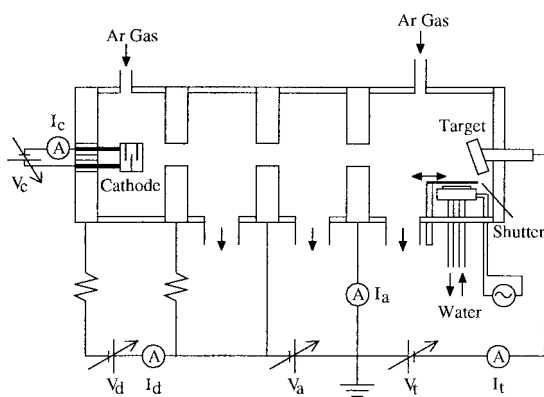 Ar Gas
Ar Gas
I_c
A
V_c
Cathode
Target
Shutter
A
I_a
Water
V_d
A
I_d
V_a
V_t
A
I_t